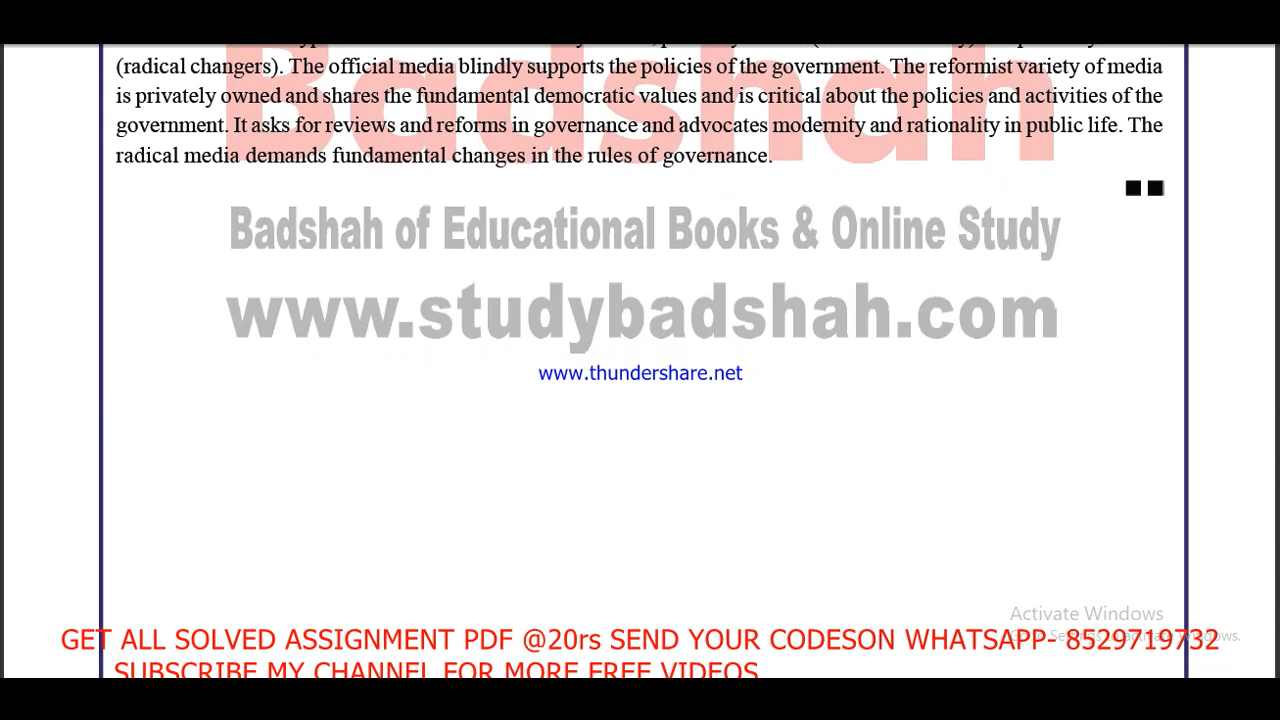 (radical changers). The official media blindly supports the policies of the government. The reformist variety of media
is privately owned and shares the fundamental democratic values and is critical about the policies and activities of the
government. It asks for reviews and reforms in governance and advocates modernity and rationality in public life. The
radical media demands fundamental changes in the rules of governance.
Badshah
Badshah of Educational Books & Online Study
www.studybadshah.com
www.thundershare.net
Activate Windows
GET ALL SOLVED ASSIGNMENT PDF @20rs SEND YOUR CODESON WHATSAPP- 8529719732
SUBSCRIBE MY CHANNEL FOR MORE FREE VIDEOS